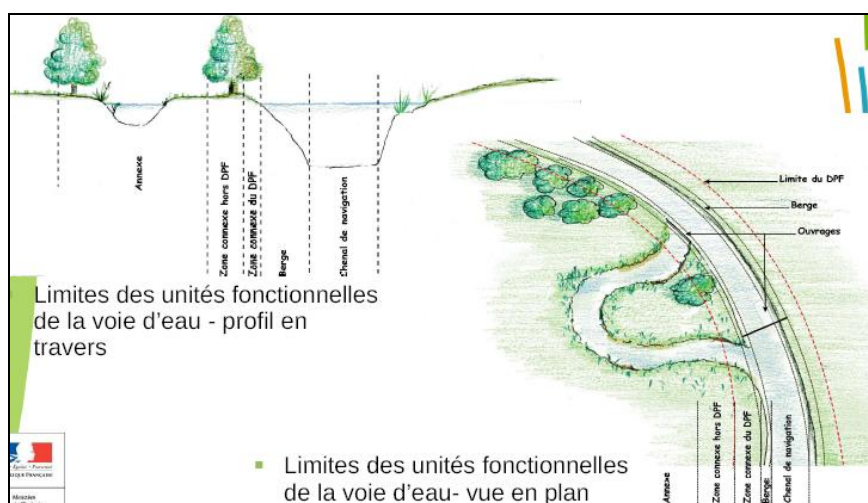 Annexe
Zone connexe hors DPF
Zone connexe du DPF
Berge
Chenal de navigation
Limites des unités fonctionnelles
de la voie d'eau - profil en
travers
Limite du DPF
Berge
Ouvrages
Annexe
Zone connexe hors DPF
Zone connexe du DPF
Berge
Chenal de navigation
▪ Limites des unités fonctionnelles
de la voie d'eau- vue en plan